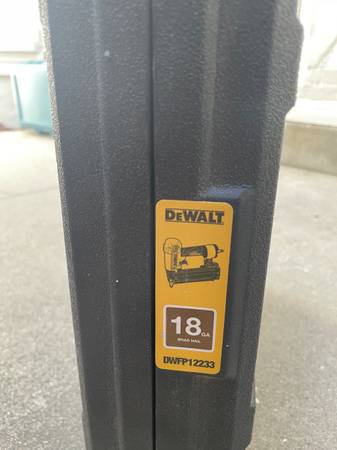 DEWALT
18 GA
BRAD NAIL
DWFP12233